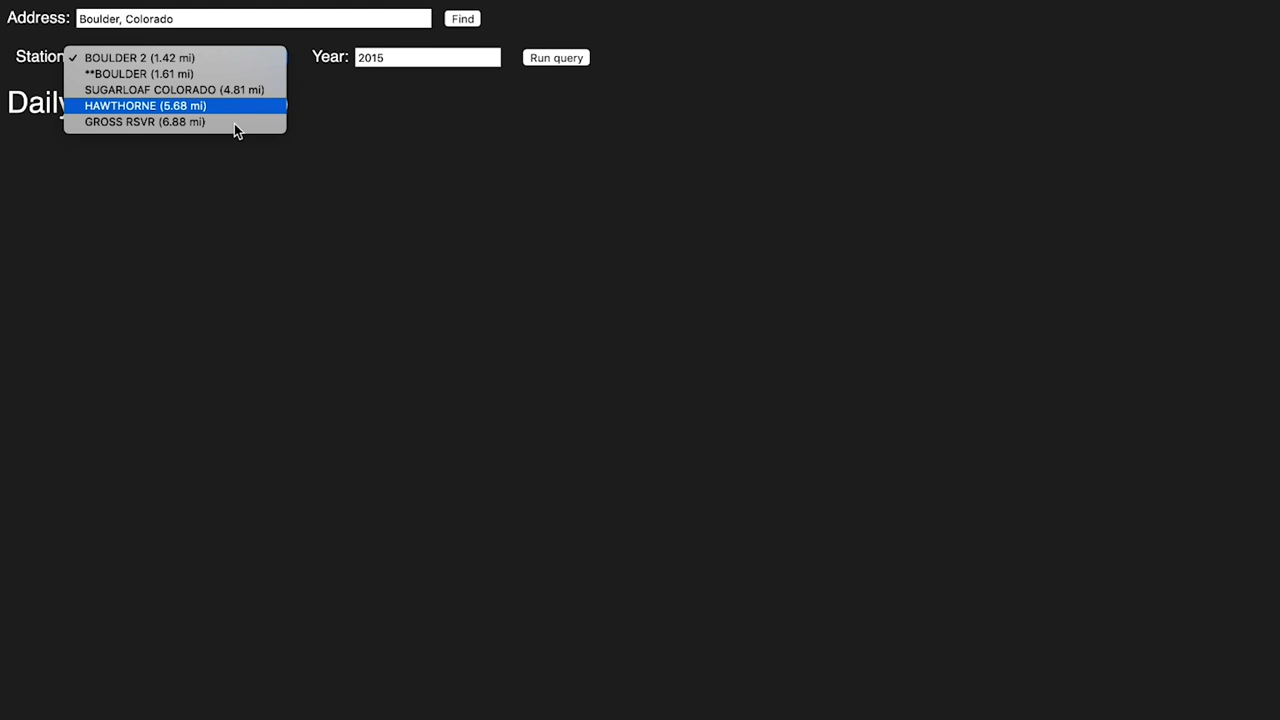 Address: Boulder, Colorado Find
Station Year: 2015 Run query
✓ BOULDER 2 (1.42 mi)
**BOULDER (1.61 mi)
SUGARLOAF COLORADO (4.81 mi)
HAWTHORNE (5.68 mi)
GROSS RSVR (6.88 mi)
Daily